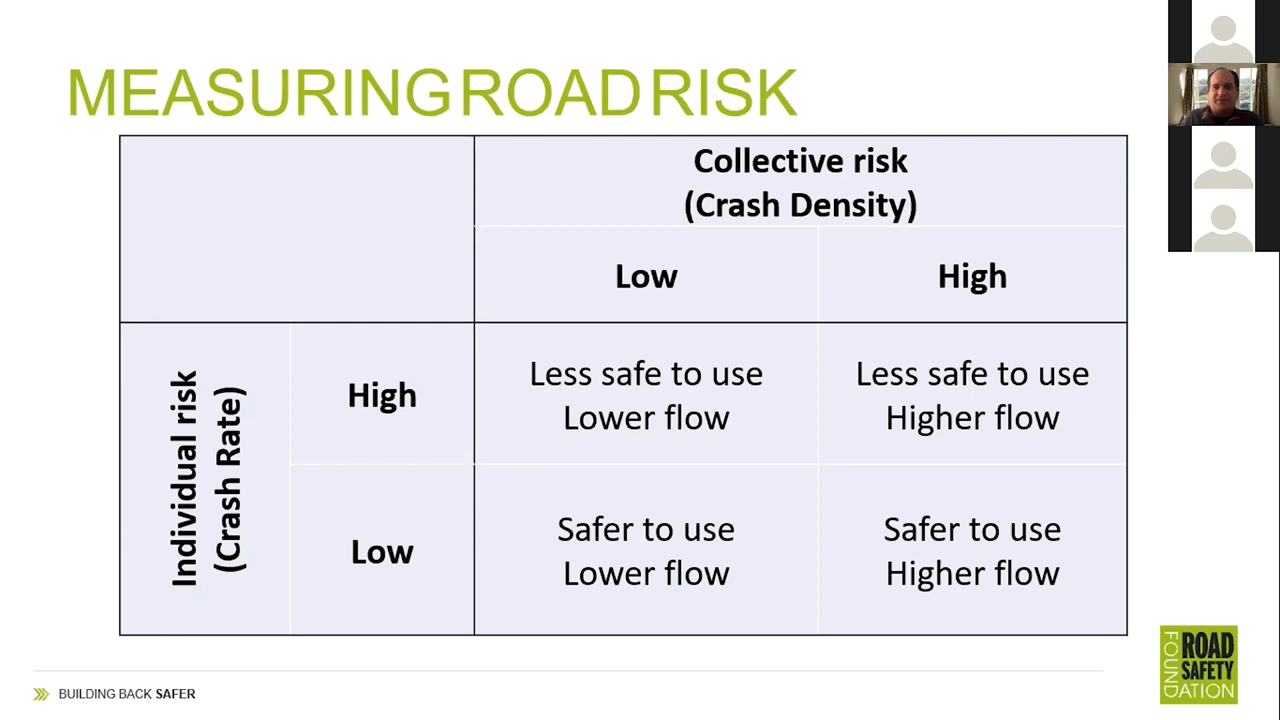 MEASURING ROAD RISK
Collective risk
(Crash Density)
Low
High
Individual risk
(Crash Rate)
High
Less safe to use
Lower flow
Less safe to use
Higher flow
Low
Safer to use
Lower flow
Safer to use
Higher flow
BUILDING BACK SAFER
ROAD
SAFETY
FOUNDATION